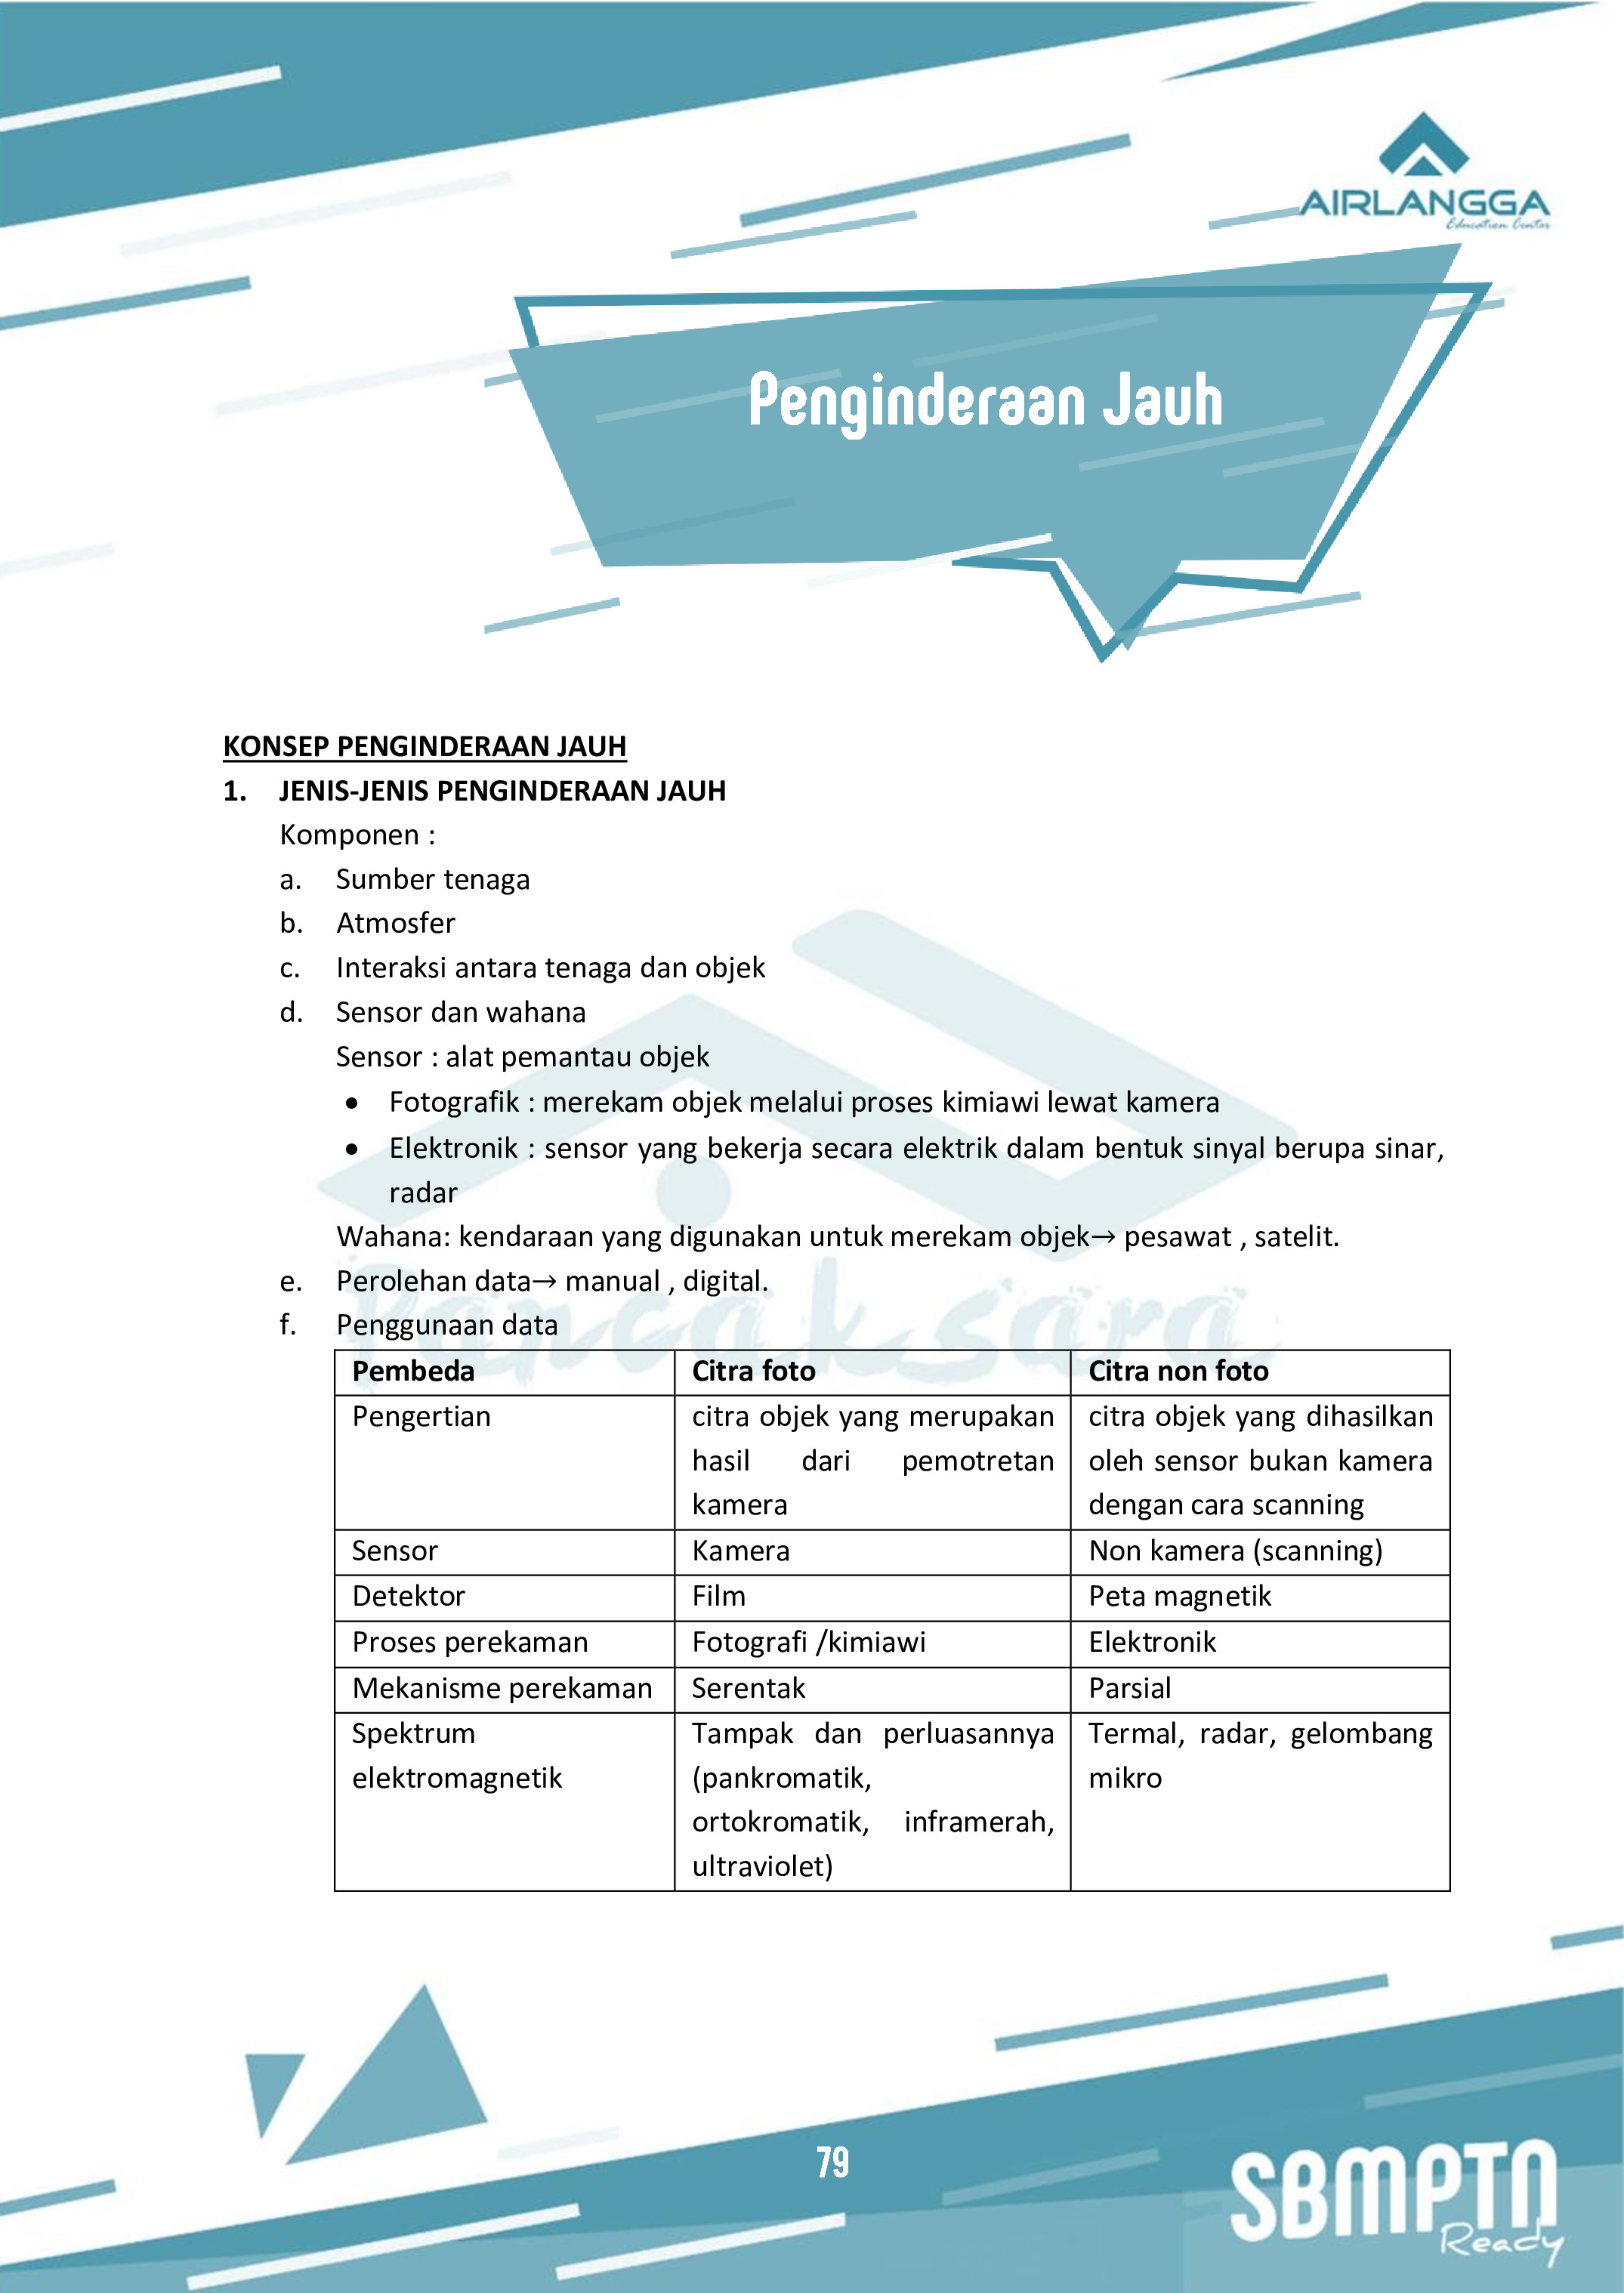 AIRLANGGA
Education Center
Penginderaan Jauh
KONSEP PENGINDERAAN JAUH
1. JENIS-JENIS PENGINDERAAN JAUH
Komponen :
a. Sumber tenaga
b. Atmosfer
c. Interaksi antara tenaga dan objek
d. Sensor dan wahana
Sensor : alat pemantau objek
• Fotografik : merekam objek melalui proses kimiawi lewat kamera
• Elektronik : sensor yang bekerja secara elektrik dalam bentuk sinyal berupa sinar,
radar
Wahana: kendaraan yang digunakan untuk merekam objek→ pesawat , satelit.
e. Perolehan data→ manual , digital.
f. Penggunaan data
Pancaksara
Pembeda Citra foto Citra non foto
Pengertian citra objek yang merupakan citra objek yang dihasilkan
hasil dari pemotretan oleh sensor bukan kamera
kamera dengan cara scanning
Sensor Kamera Non kamera (scanning)
Detektor Film Peta magnetik
Proses perekaman Fotografi /kimiawi Elektronik
Mekanisme perekaman Serentak Parsial
Spektrum Tampak dan perluasannya Termal, radar, gelombang
elektromagnetik (pankromatik, mikro
ortokromatik, inframerah,
ultraviolet)
79
SBMPTN
Ready